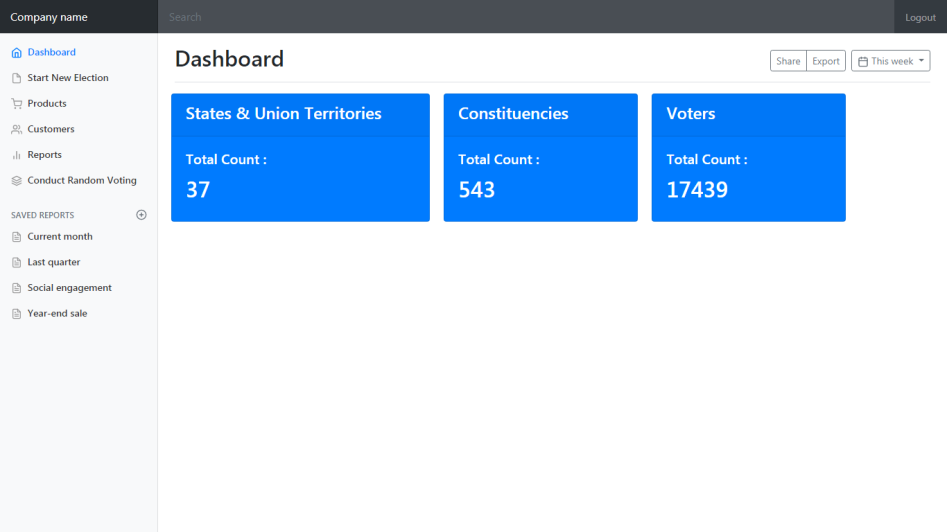 Company name
Search
Logout
Dashboard
Start New Election
Products
Customers
Reports
Conduct Random Voting
SAVED REPORTS
Current month
Last quarter
Social engagement
Year-end sale
Dashboard
Share
Export
This week
States & Union Territories
Total Count :
37
Constituencies
Total Count :
543
Voters
Total Count :
17439